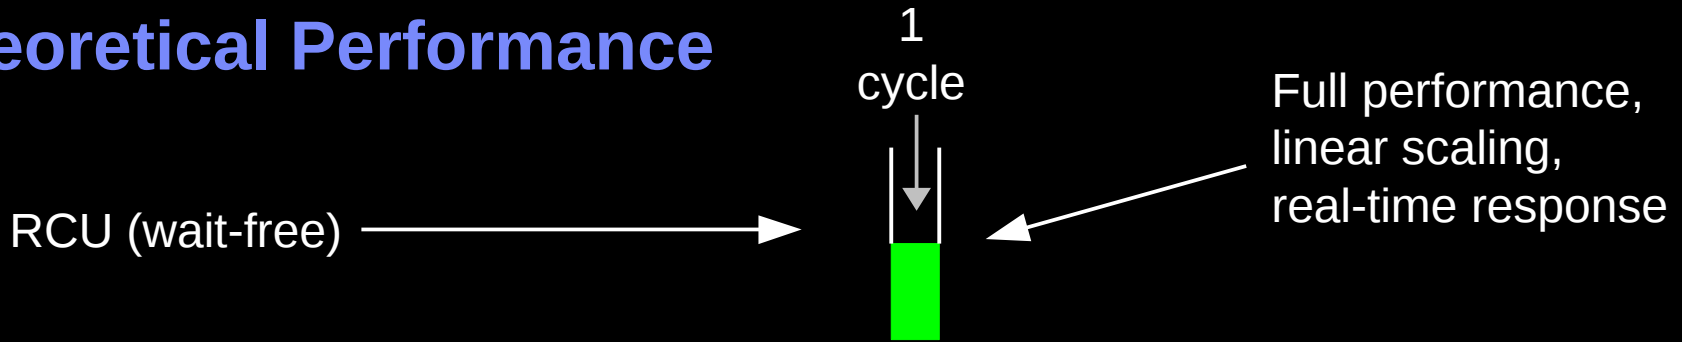 eoretical Performance
1
cycle
Full performance,
linear scaling,
real-time response
RCU (wait-free)